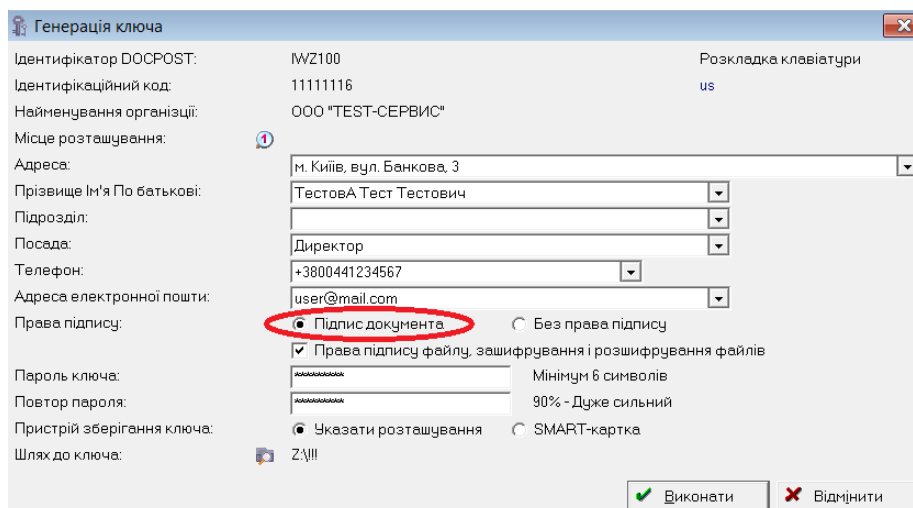 Генерація ключа
Ідентифікатор DOCPOST: IWZ100 Розкладка клавіатури
Ідентифікаційний код: 11111116 us
Найменування організації: ООО "TEST-СЕРВИС"
Місце розташування: 1
Адреса: м. Київ, вул. Банкова, 3
Прізвище Ім'я По батькові: ТестовА Тест Тестович
Підрозділ:
Посада: Директор
Телефон: +3800441234567
Адреса електронної пошти: user@mail.com
Права підпису: Підпис документа Без права підпису
Права підпису файлу, зашифрування і розшифрування файлів
Пароль ключа: ********* Мінімум 6 символів
Повтор пароля: ********* 90% - Дуже сильний
Пристрій зберігання ключа: Указати розташування SMART-картка
Шлях до ключа: Z:\!!!
Виконати Відмінити